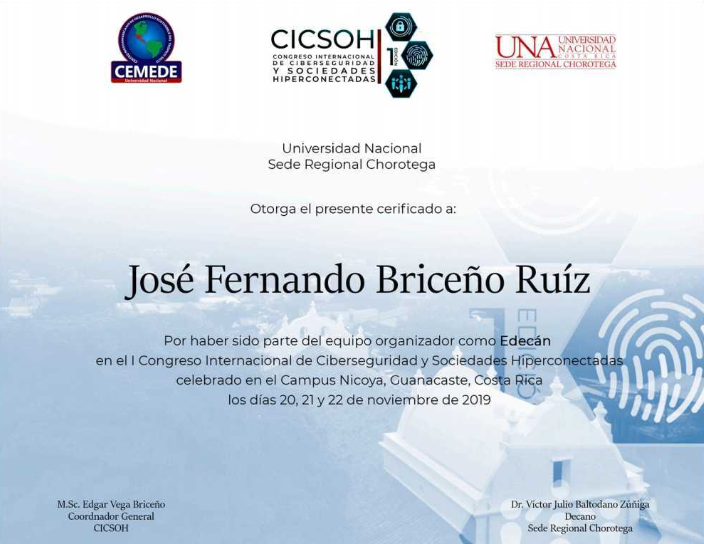 CEMEDE
Universidad Nacional
CICSOH
CONGRESO INTERNACIONAL
DE CIBERSEGURIDAD
Y SOCIEDADES
HIPERCONECTADAS
EDICIÓN
UNA UNIVERSIDAD
NACIONAL
COSTA RICA
SEDE REGIONAL CHOROTEGA
Universidad Nacional
Sede Regional Chorotega
Otorga el presente cerificado a:
José Fernando Briceño Ruíz
Por haber sido parte del equipo organizador como Edecán
en el I Congreso Internacional de Ciberseguridad y Sociedades Hiperconectadas
celebrado en el Campus Nicoya, Guanacaste, Costa Rica
los días 20, 21 y 22 de noviembre de 2019
M.Sc. Edgar Vega Briceño
Coordnador General
CICSOH
Dr. Víctor Julio Baltodano Zúñiga
Decano
Sede Regional Chorotega